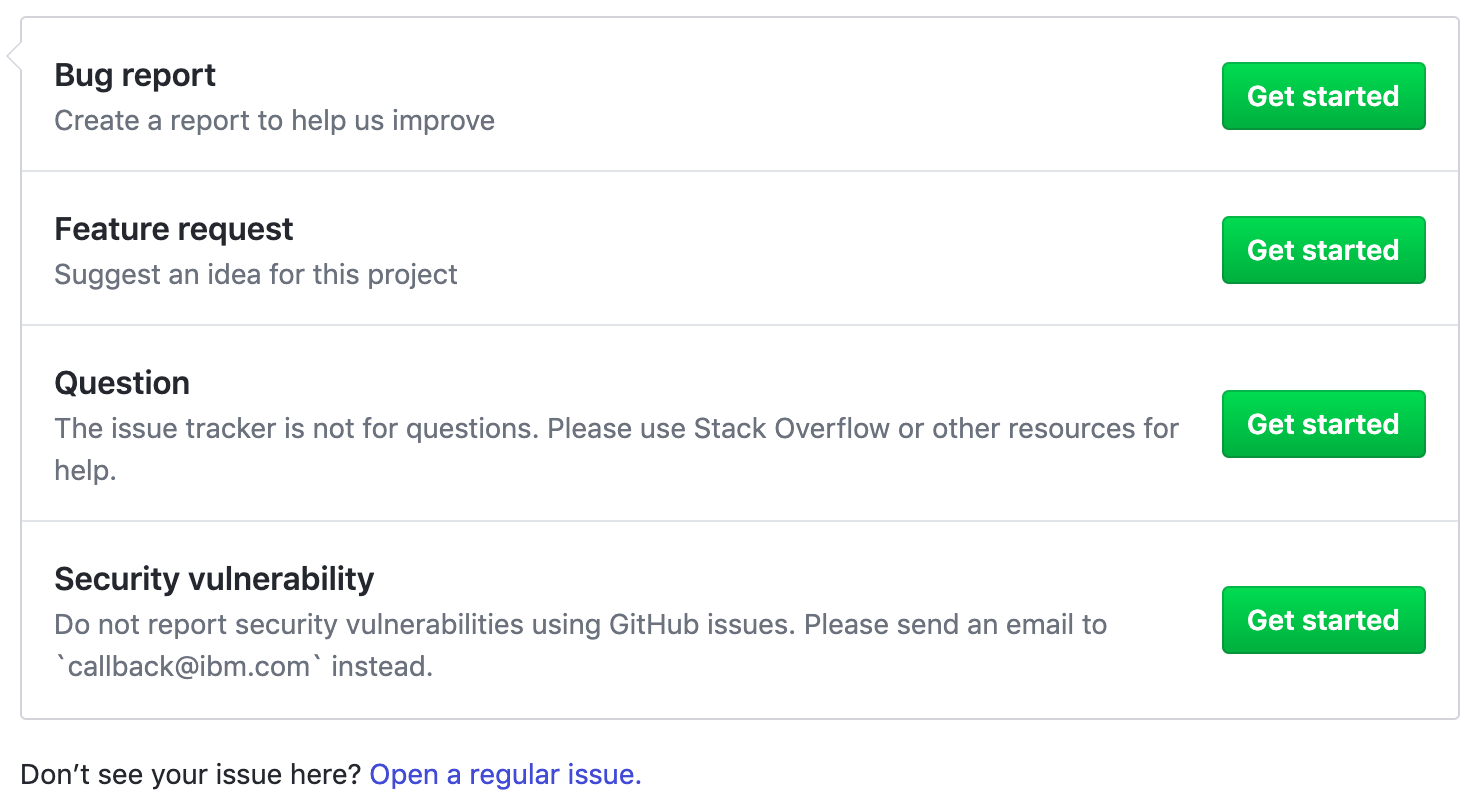 Bug report
Create a report to help us improve
Get started
Feature request
Suggest an idea for this project
Get started
Question
The issue tracker is not for questions. Please use Stack Overflow or other resources for
help.
Get started
Security vulnerability
Do not report security vulnerabilities using GitHub issues. Please send an email to
`callback@ibm.com` instead.
Get started
Don’t see your issue here? Open a regular issue.